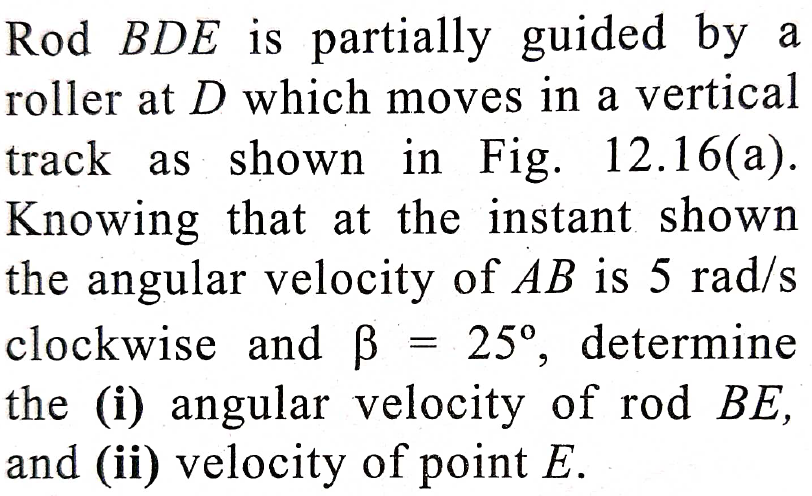 Rod BDE is partially guided by a
roller at D which moves in a vertical
track as shown in Fig. 12.16(a).
Knowing that at the instant shown
the angular velocity of AB is 5 rad/s
clockwise and β = 25º, determine
the (i) angular velocity of rod BE,
and (ii) velocity of point E.